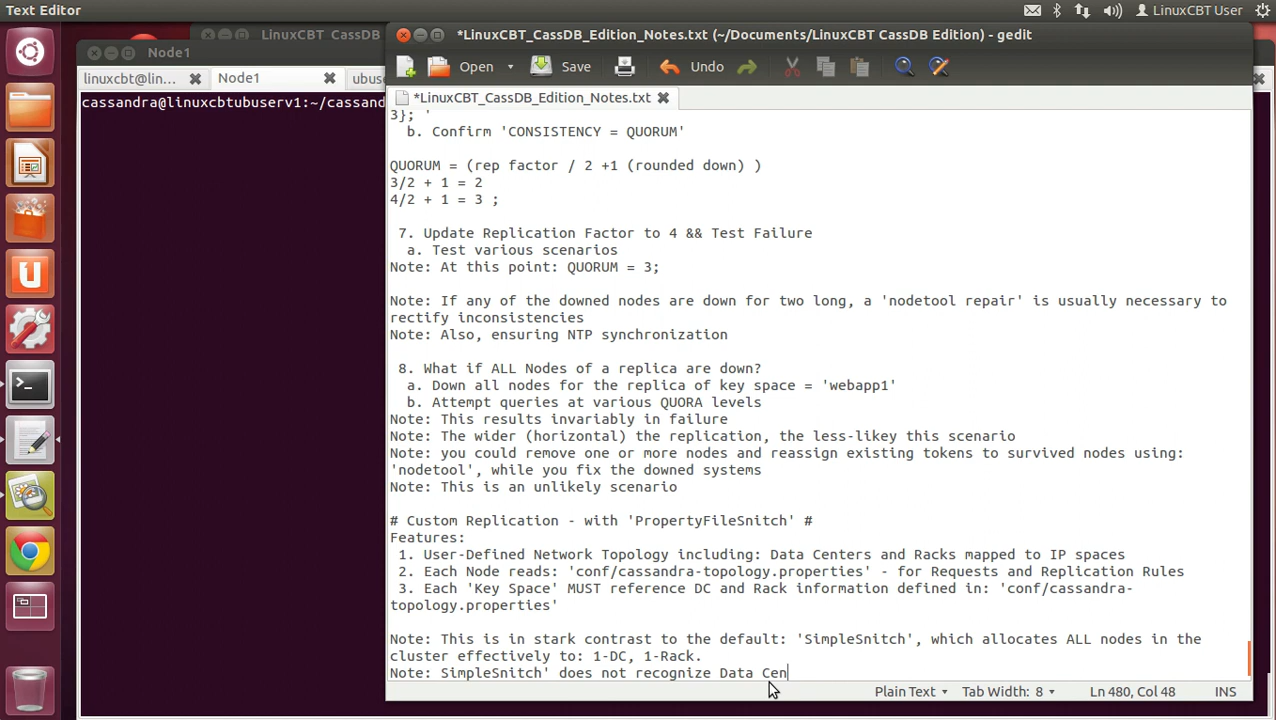 Text Editor
LinuxCBT User
LinuxCBT CassDB
*LinuxCBT_CassDB_Edition_Notes.txt (~/Documents/LinuxCBT CassDB Edition) - gedit
Node1
Open
Save
Undo
linuxcbt@lin...
Node1
ubuse
*LinuxCBT_CassDB_Edition_Notes.txt
cassandra@linuxcbtubuserv1:~/cassand
3}; '
b. Confirm 'CONSISTENCY = QUORUM'
QUORUM = (rep factor / 2 +1 (rounded down) )
3/2 + 1 = 2
4/2 + 1 = 3 ;
7. Update Replication Factor to 4 && Test Failure
a. Test various scenarios
Note: At this point: QUORUM = 3;
Note: If any of the downed nodes are down for two long, a 'nodetool repair' is usually necessary to
rectify inconsistencies
Note: Also, ensuring NTP synchronization
8. What if ALL Nodes of a replica are down?
a. Down all nodes for the replica of key space = 'webapp1'
b. Attempt queries at various QUORA levels
Note: This results invariably in failure
Note: The wider (horizontal) the replication, the less-likey this scenario
Note: you could remove one or more nodes and reassign existing tokens to survived nodes using:
'nodetool', while you fix the downed systems
Note: This is an unlikely scenario
# Custom Replication - with 'PropertyFileSnitch' #
Features:
1. User-Defined Network Topology including: Data Centers and Racks mapped to IP spaces
2. Each Node reads: 'conf/cassandra-topology.properties' - for Requests and Replication Rules
3. Each 'Key Space' MUST reference DC and Rack information defined in: 'conf/cassandra-
topology.properties'
Note: This is in stark contrast to the default: 'SimpleSnitch', which allocates ALL nodes in the
cluster effectively to: 1-DC, 1-Rack.
Note: SimpleSnitch' does not recognize Data Cen
Plain Text
Tab Width: 8
Ln 480, Col 48
INS